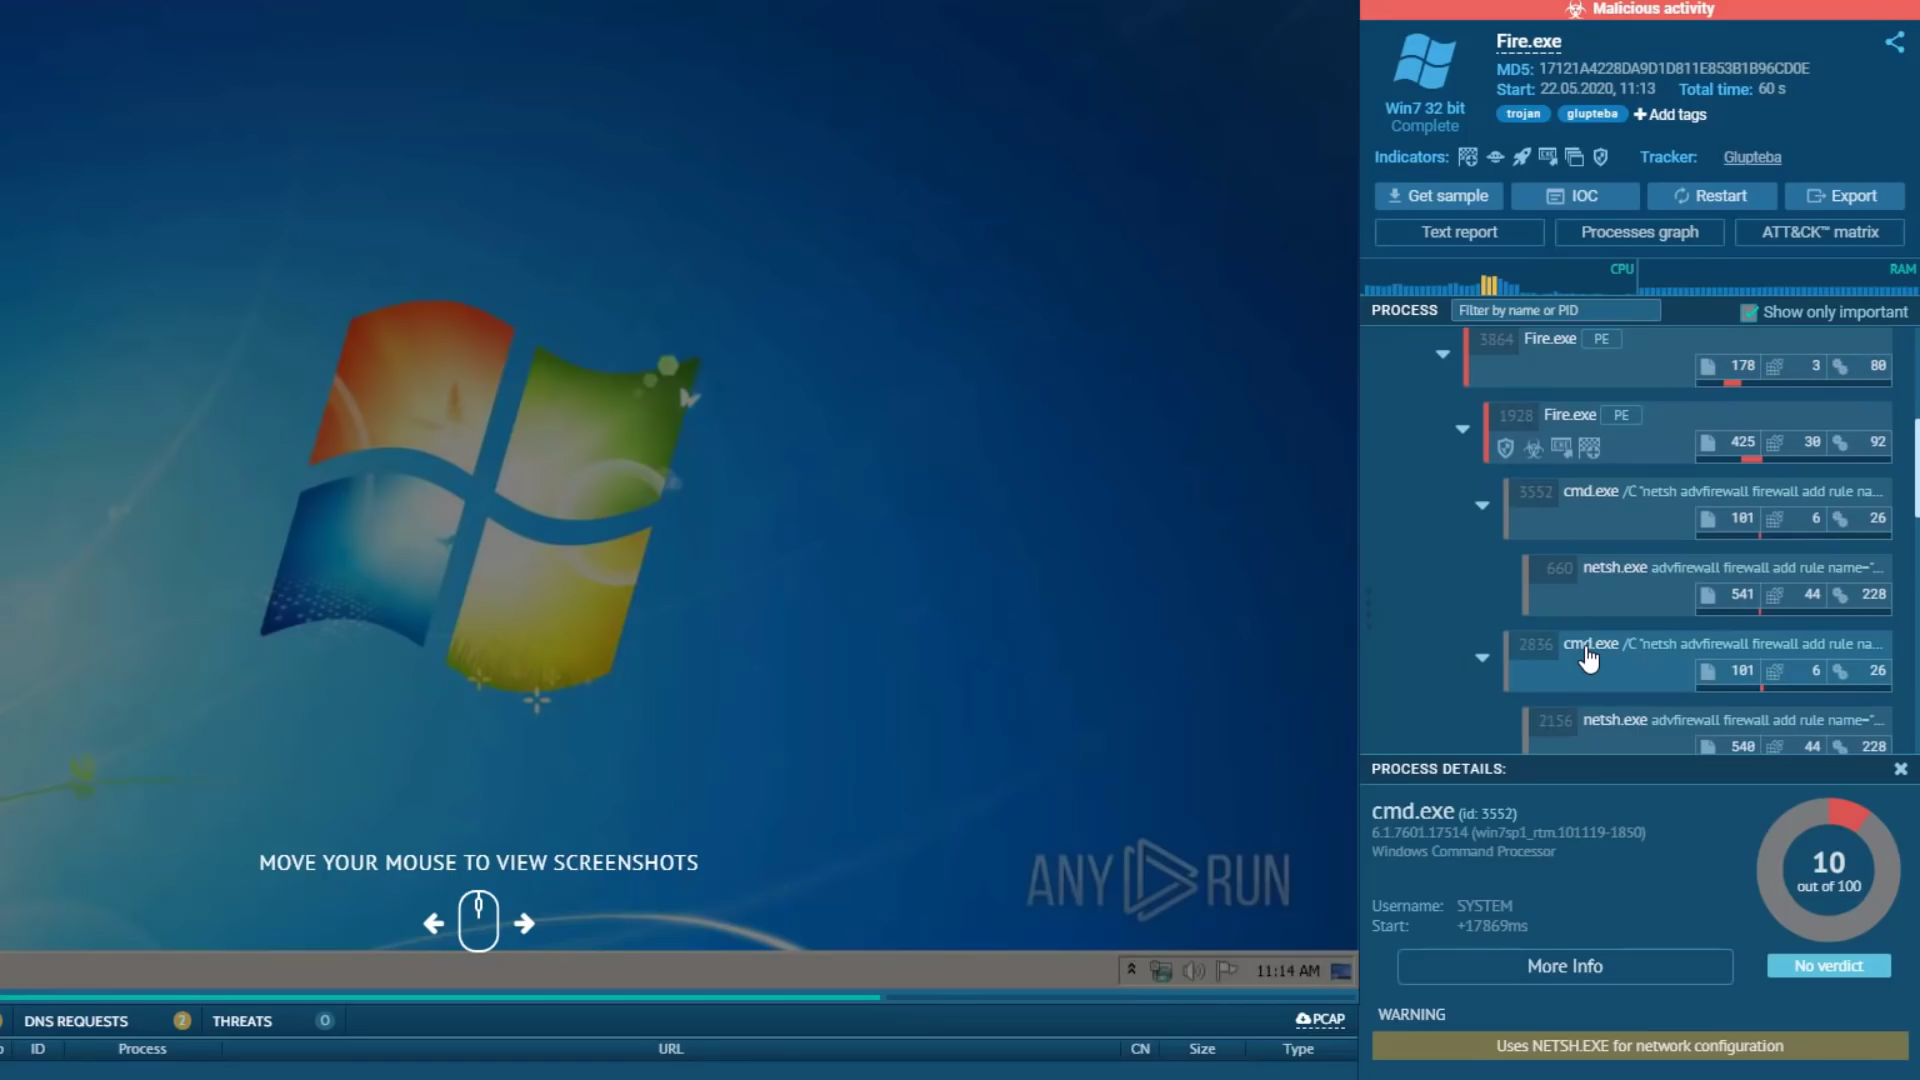 Malicious activity
Fire.exe
MD5: 17121A4228DA9D1D811E853B1B96CD0E
Start: 22.05.2020, 11:13 Total time: 60 s
Win7 32 bit
Complete
trojan glupteba Add tags
Indicators: Tracker: Glupteba
Get sample IOC Restart Export
Text report Processes graph ATT&CK™ matrix
CPU RAM
PROCESS Filter by name or PID Show only important
3864 Fire.exe PE
178 3 80
1928 Fire.exe PE
425 30 92
3552 cmd.exe /C "netsh advfirewall firewall add rule na...
101 6 26
660 netsh.exe advfirewall firewall add rule name="...
541 44 228
2836 cmd.exe /C "netsh advfirewall firewall add rule na...
101 6 26
2156 netsh.exe advfirewall firewall add rule name="...
540 44 228
PROCESS DETAILS:
cmd.exe (id: 3552)
6.1.7601.17514 (win7sp1_rtm.101119-1850)
Windows Command Processor
10
out of 100
Username: SYSTEM
Start: +17869ms
More Info
No verdict
WARNING
Uses NETSH.EXE for network configuration
MOVE YOUR MOUSE TO VIEW SCREENSHOTS
ANY RUN
11:14 AM
DNS REQUESTS 2 THREATS 0 PCAP
ID Process URL CN Size Type